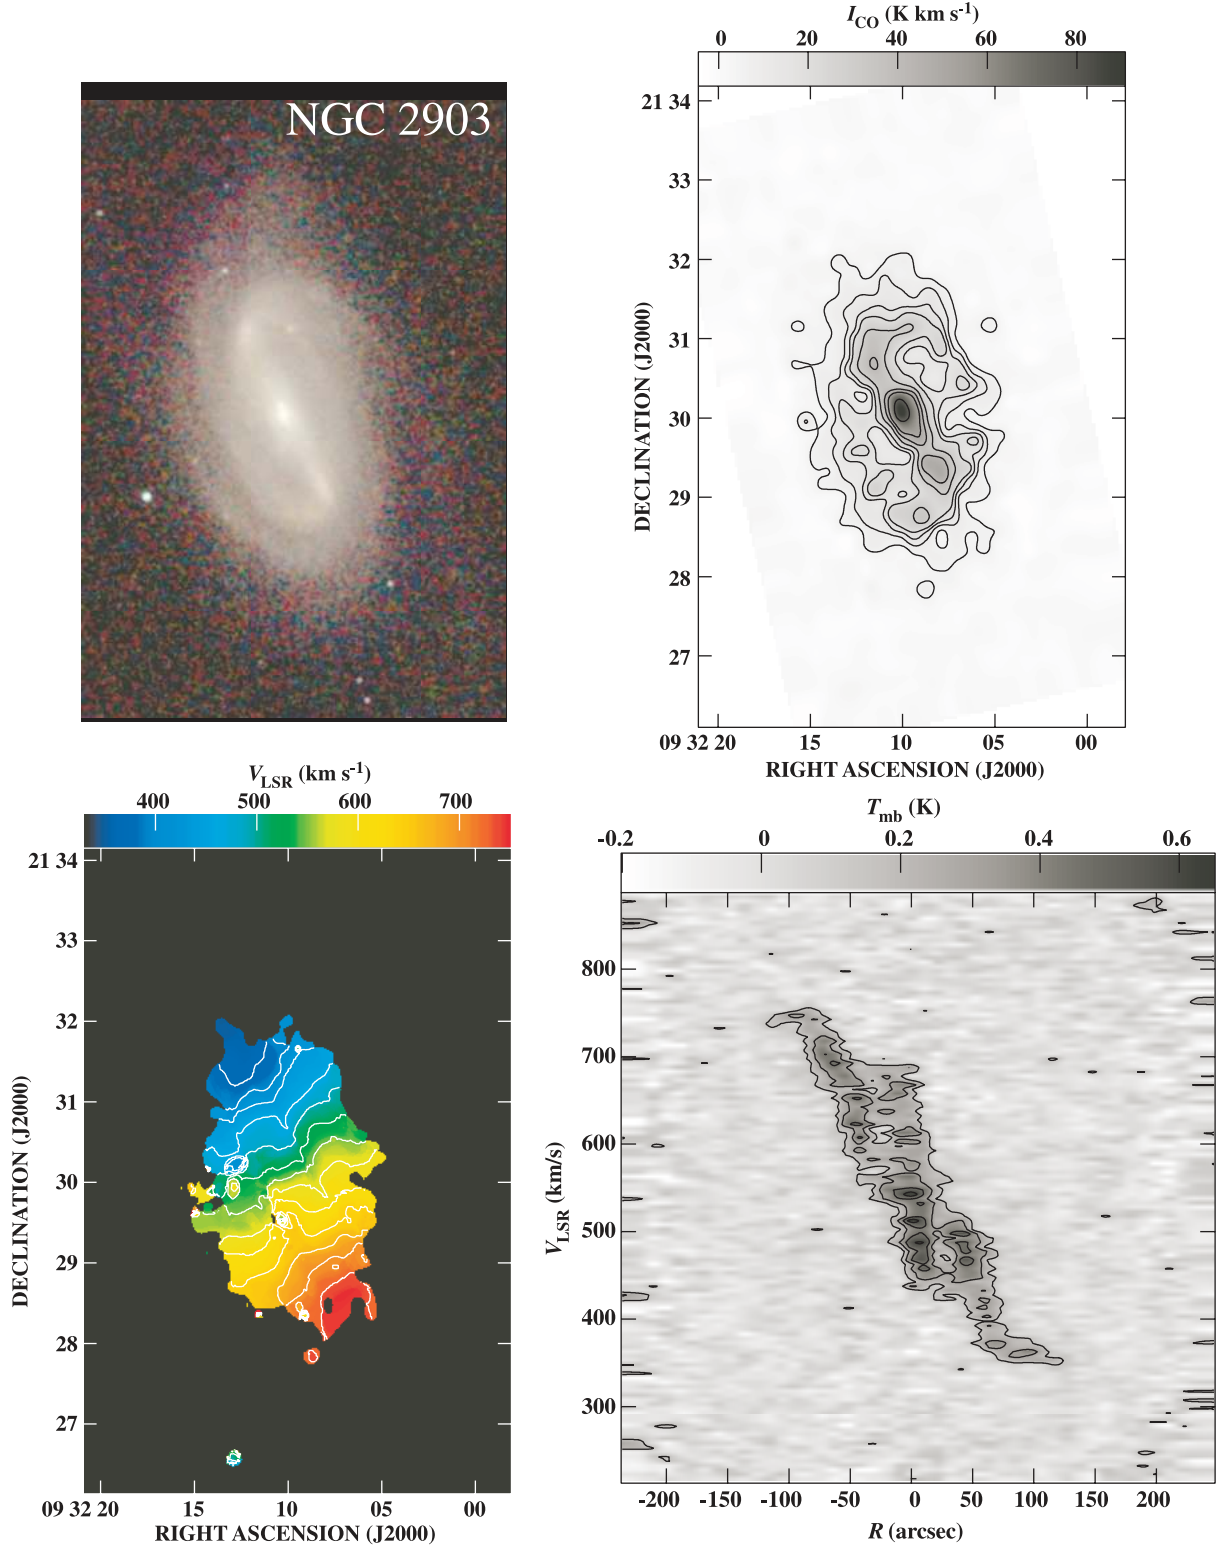 NGC 2903
I_CO (K km s⁻¹)
0 20 40 60 80
21 34
33
32
31
30
29
28
27
DECLINATION (J2000)
09 32 20 15 10 05 00
RIGHT ASCENSION (J2000)
V_LSR (km s⁻¹)
400 500 600 700
21 34
33
32
31
30
29
28
27
DECLINATION (J2000)
09 32 20 15 10 05 00
RIGHT ASCENSION (J2000)
T_mb (K)
-0.2 0 0.2 0.4 0.6
800
700
600
500
400
300
V_LSR (km/s)
-200 -150 -100 -50 0 50 100 150 200
R (arcsec)